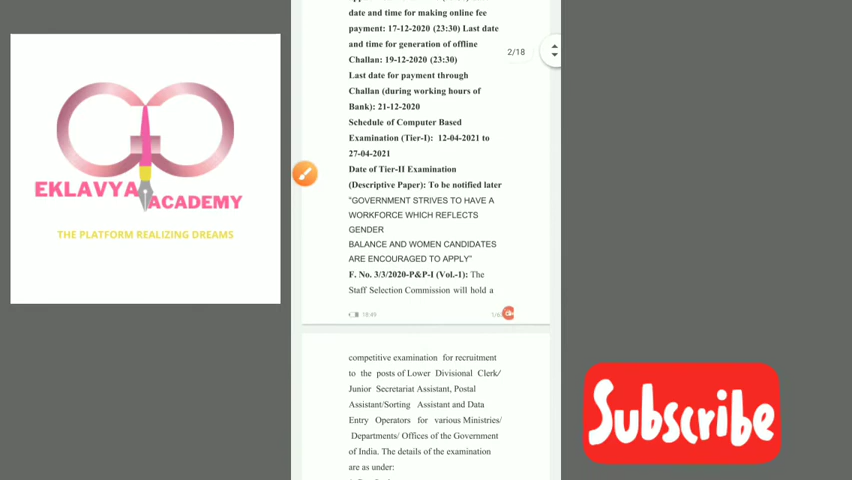 EKLAVYA
ACADEMY
THE PLATFORM REALIZING DREAMS
date and time for making online fee
payment: 17-12-2020 (23:30) Last date
and time for generation of offline
Challan: 19-12-2020 (23:30)
Last date for payment through
Challan (during working hours of
Bank): 21-12-2020
Schedule of Computer Based
Examination (Tier-I): 12-04-2021 to
27-04-2021
Date of Tier-II Examination
(Descriptive Paper): To be notified later
"GOVERNMENT STRIVES TO HAVE A
WORKFORCE WHICH REFLECTS
GENDER
BALANCE AND WOMEN CANDIDATES
ARE ENCOURAGED TO APPLY"
F. No. 3/3/2020-P&P-I (Vol.-1): The
Staff Selection Commission will hold a
18:49
2/18
competitive examination for recruitment
to the posts of Lower Divisional Clerk/
Junior Secretariat Assistant, Postal
Assistant/Sorting Assistant and Data
Entry Operators for various Ministries/
Departments/ Offices of the Government
of India. The details of the examination
are as under:
Subscribe